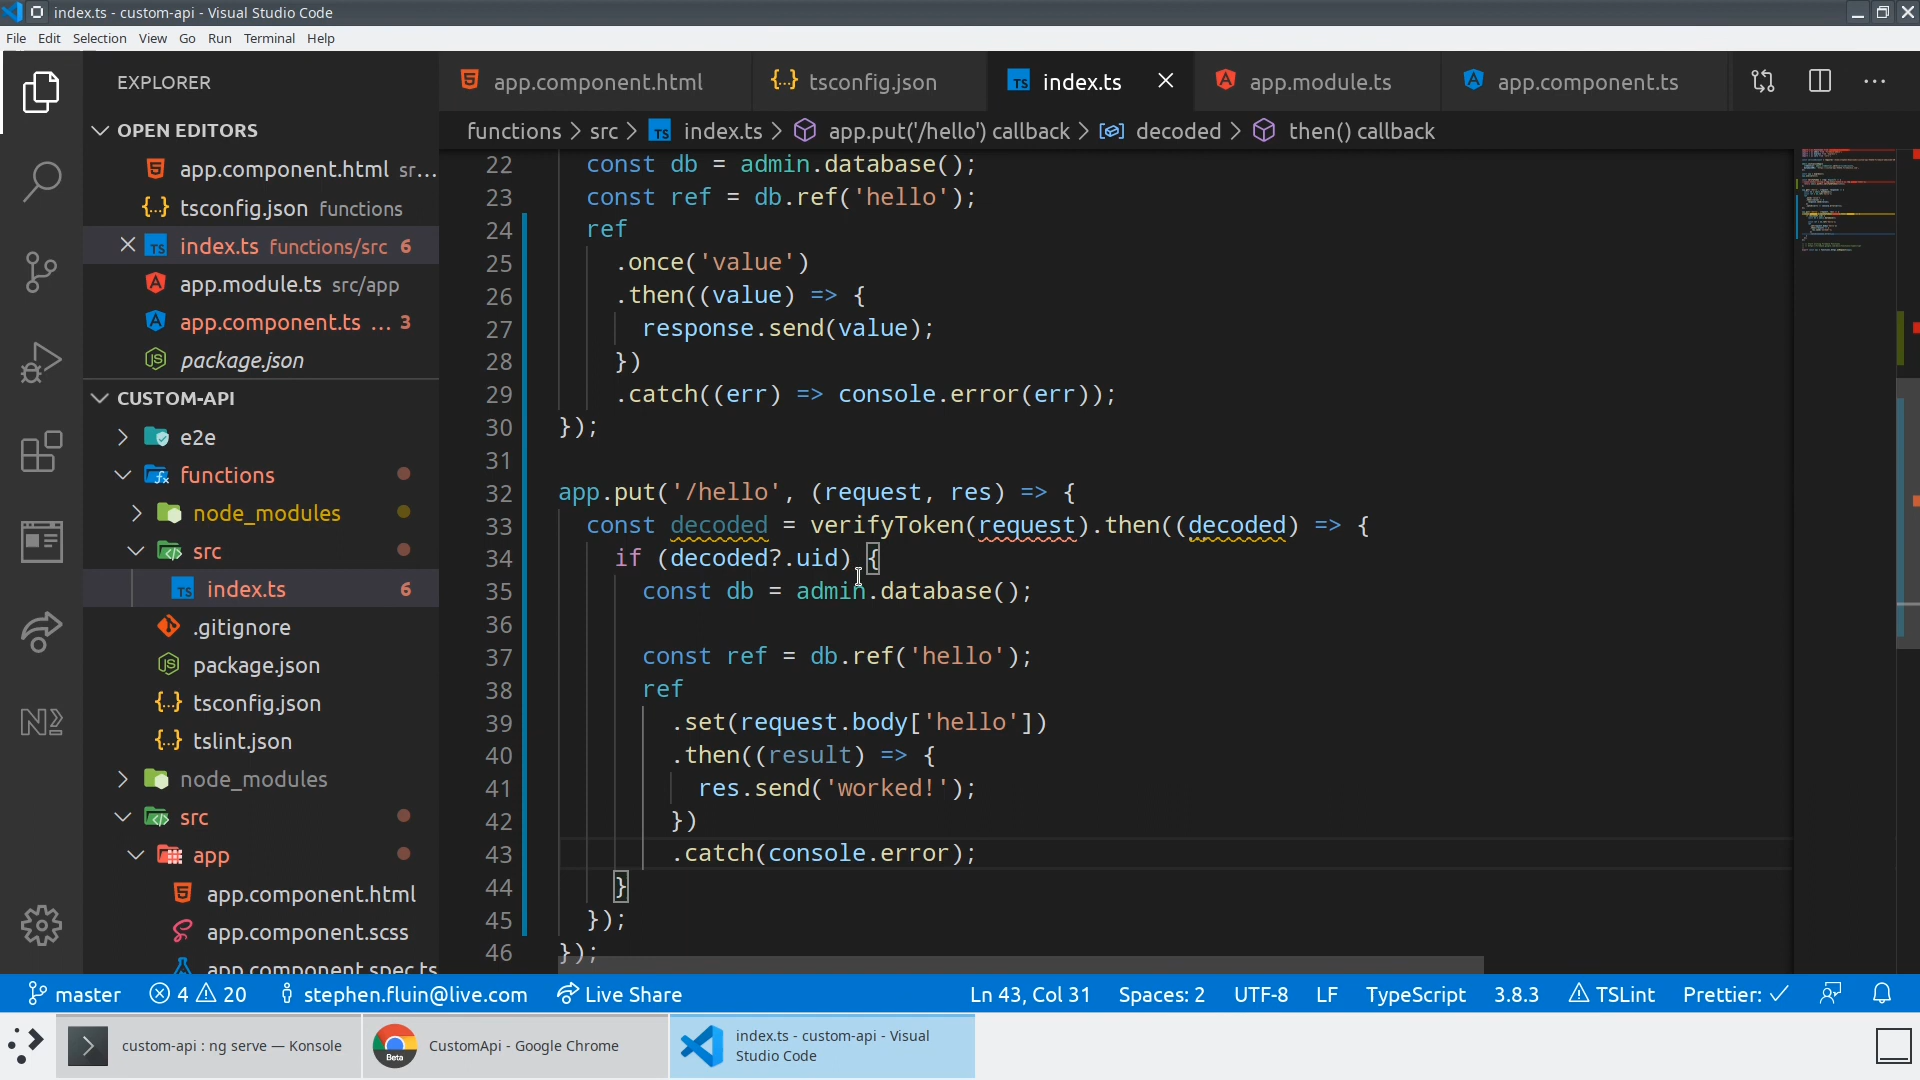 index.ts - custom-api - Visual Studio Code
File Edit Selection View Go Run Terminal Help
EXPLORER
OPEN EDITORS
app.component.html sr...
tsconfig.json functions
index.ts functions/src 6
app.module.ts src/app
app.component.ts ... 3
package.json
CUSTOM-API
e2e
functions
node_modules
src
index.ts 6
.gitignore
package.json
tsconfig.json
tslint.json
node_modules
src
app
app.component.html
app.component.scss
app.component.spec.ts
app.component.html tsconfig.json index.ts app.module.ts app.component.ts
functions > src > TS index.ts > app.put('/hello') callback > decoded > then() callback
22 const db = admin.database();
23 const ref = db.ref('hello');
24 ref
25 .once('value')
26 .then((value) => {
27 response.send(value);
28 })
29 .catch((err) => console.error(err));
30 });
31
32 app.put('/hello', (request, res) => {
33 const decoded = verifyToken(request).then((decoded) => {
34 if (decoded?.uid) {
35 const db = admin.database();
36
37 const ref = db.ref('hello');
38 ref
39 .set(request.body['hello'])
40 .then((result) => {
41 res.send('worked!');
42 })
43 .catch(console.error);
44 }
45 });
46 });
master 4 20 stephen.fluin@live.com Live Share Ln 43, Col 31 Spaces: 2 UTF-8 LF TypeScript 3.8.3 TSLint Prettier: ✓
custom-api : ng serve — Konsole
Beta
CustomApi - Google Chrome
index.ts - custom-api - Visual
Studio Code